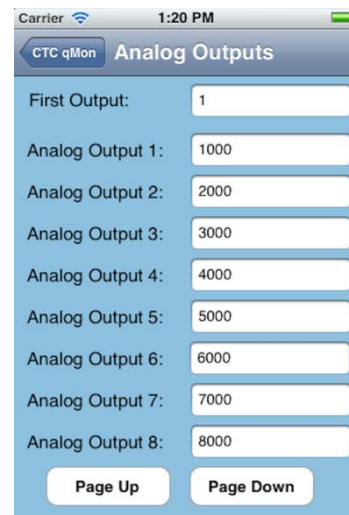 Carrier 1:20 PM
CTC qMon Analog Outputs
First Output: 1
Analog Output 1: 1000
Analog Output 2: 2000
Analog Output 3: 3000
Analog Output 4: 4000
Analog Output 5: 5000
Analog Output 6: 6000
Analog Output 7: 7000
Analog Output 8: 8000
Page Up Page Down